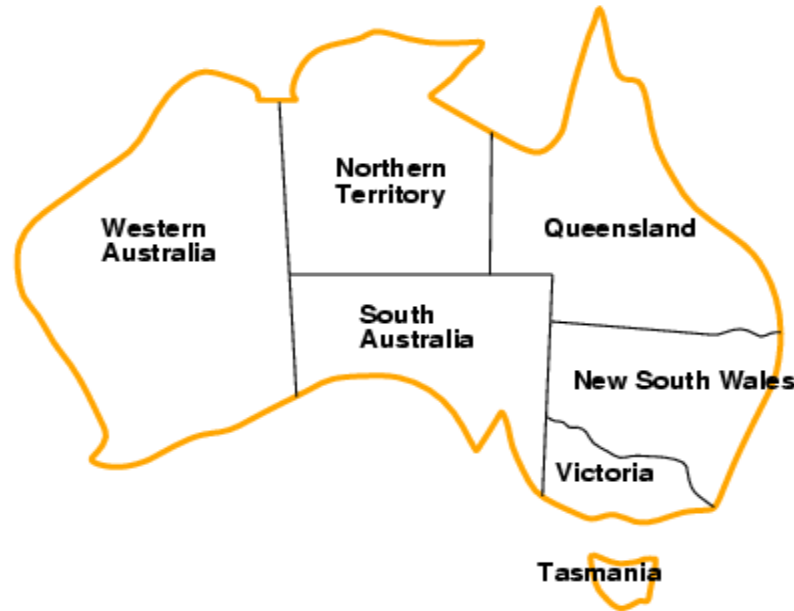 Northern
Territory
Western
Australia
Queensland
South
Australia
New South Wales
Victoria
Tasmania